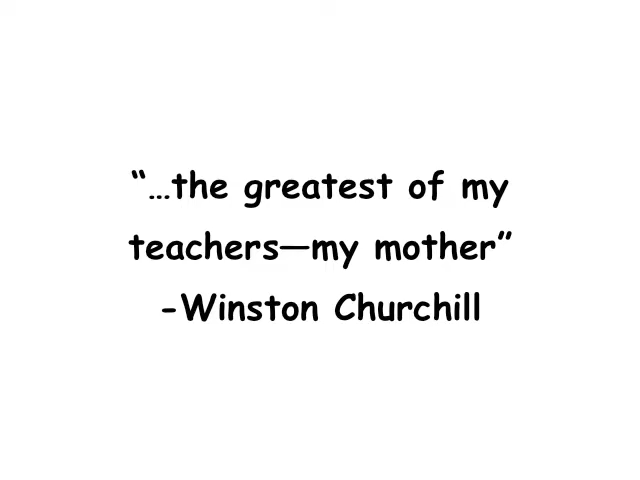 “…the greatest of my
teachers—my mother”
-Winston Churchill